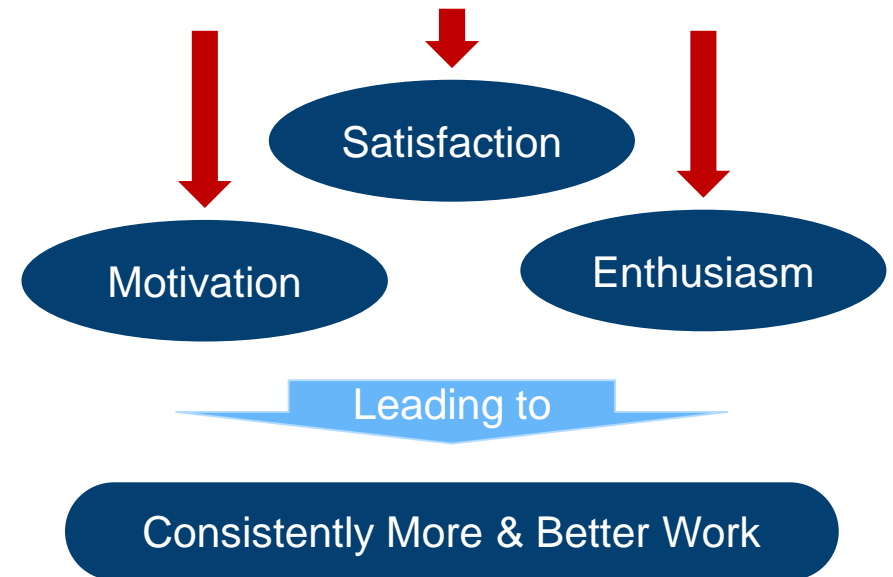 Satisfaction
Motivation
Enthusiasm
Leading to
Consistently More & Better Work